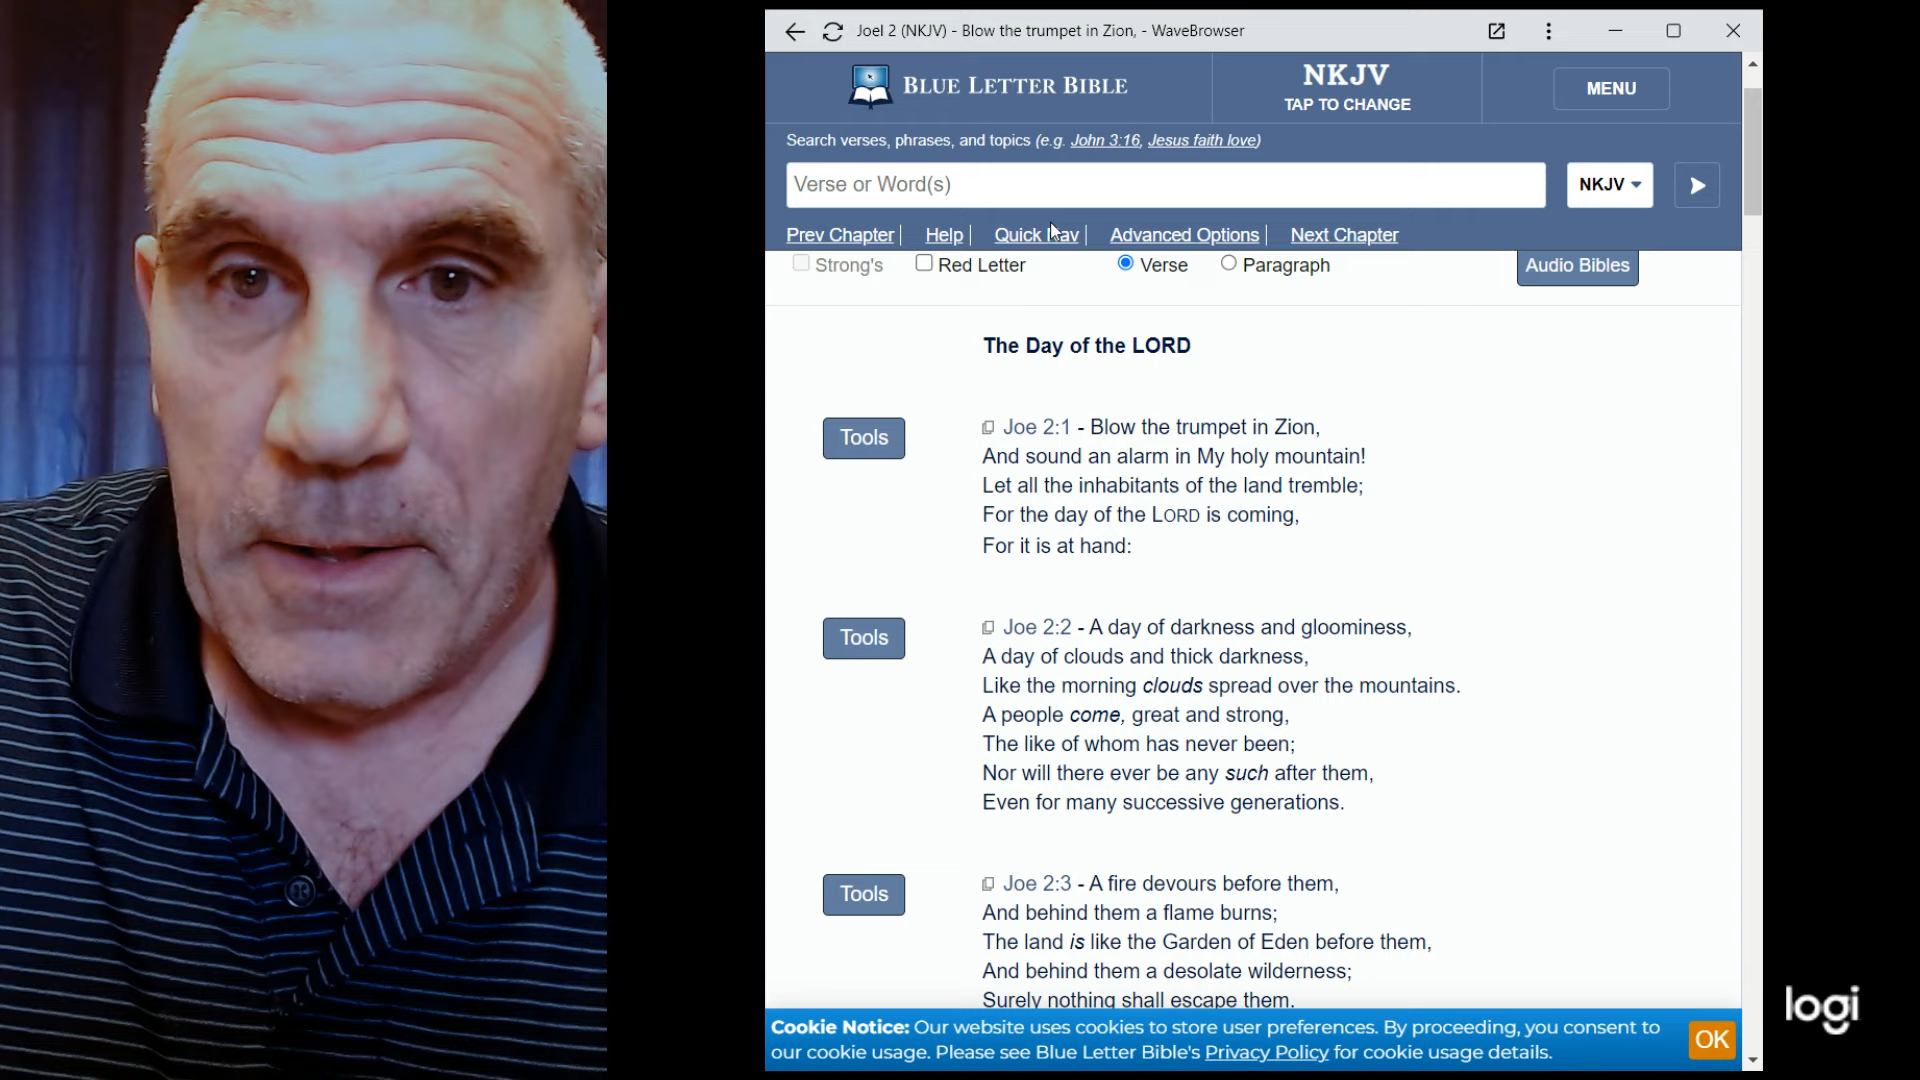 Joel 2 (NKJV) - Blow the trumpet in Zion, - WaveBrowser
BLUE LETTER BIBLE
NKJV
TAP TO CHANGE
MENU
Search verses, phrases, and topics (e.g. John 3:16, Jesus faith love)
Verse or Word(s)
NKJV
Prev Chapter | Help | Quick Nav | Advanced Options | Next Chapter
Strong's Red Letter Verse Paragraph
Audio Bibles
The Day of the LORD
Tools
Joe 2:1 - Blow the trumpet in Zion,
And sound an alarm in My holy mountain!
Let all the inhabitants of the land tremble;
For the day of the LORD is coming,
For it is at hand:
Tools
Joe 2:2 - A day of darkness and gloominess,
A day of clouds and thick darkness,
Like the morning clouds spread over the mountains.
A people come, great and strong,
The like of whom has never been;
Nor will there ever be any such after them,
Even for many successive generations.
Tools
Joe 2:3 - A fire devours before them,
And behind them a flame burns;
The land is like the Garden of Eden before them,
And behind them a desolate wilderness;
Surely nothing shall escape them.
Cookie Notice: Our website uses cookies to store user preferences. By proceeding, you consent to
our cookie usage. Please see Blue Letter Bible's Privacy Policy for cookie usage details.
OK
logi